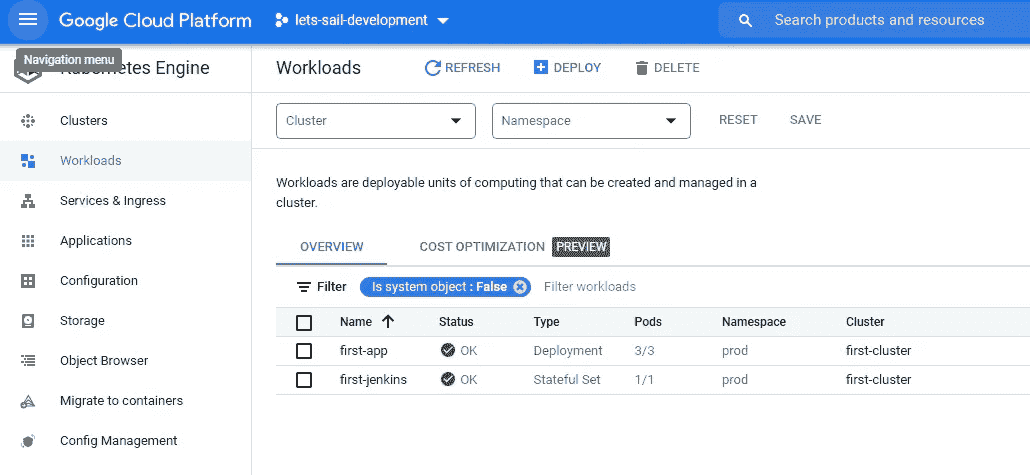 Google Cloud Platform
lets-sail-development
Search products and resources
Navigation menu
Kubernetes Engine
Workloads
REFRESH
DEPLOY
DELETE
Clusters
Workloads
Services & Ingress
Applications
Configuration
Storage
Object Browser
Migrate to containers
Config Management
Cluster
Namespace
RESET
SAVE
Workloads are deployable units of computing that can be created and managed in a
cluster.
OVERVIEW
COST OPTIMIZATION PREVIEW
Filter
Is system object : False
Filter workloads
Name Status Type Pods Namespace Cluster
first-app OK Deployment 3/3 prod first-cluster
first-jenkins OK Stateful Set 1/1 prod first-cluster